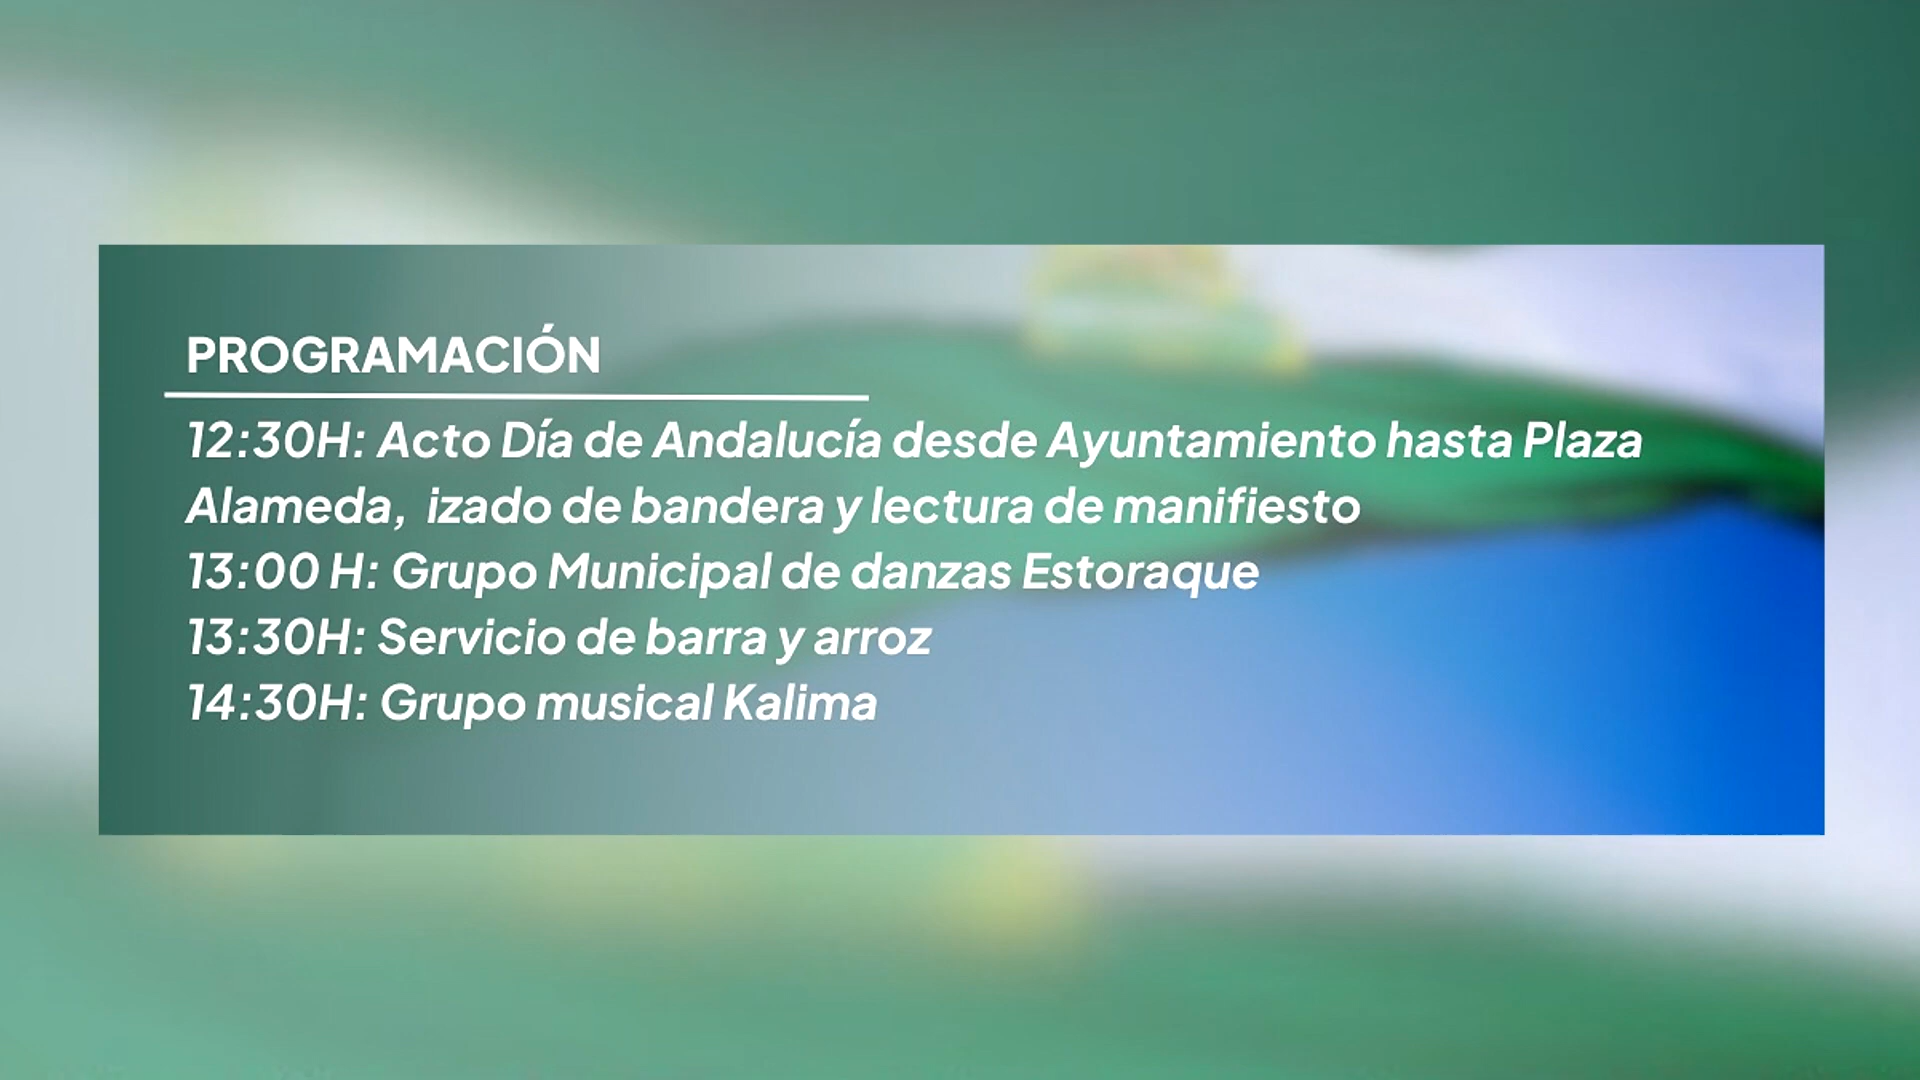 PROGRAMACIÓN
12:30H: Acto Día de Andalucía desde Ayuntamiento hasta Plaza
Alameda,  izado de bandera y lectura de manifiesto
13:00 H: Grupo Municipal de danzas Estoraque
13:30H: Servicio de barra y arroz
14:30H: Grupo musical Kalima